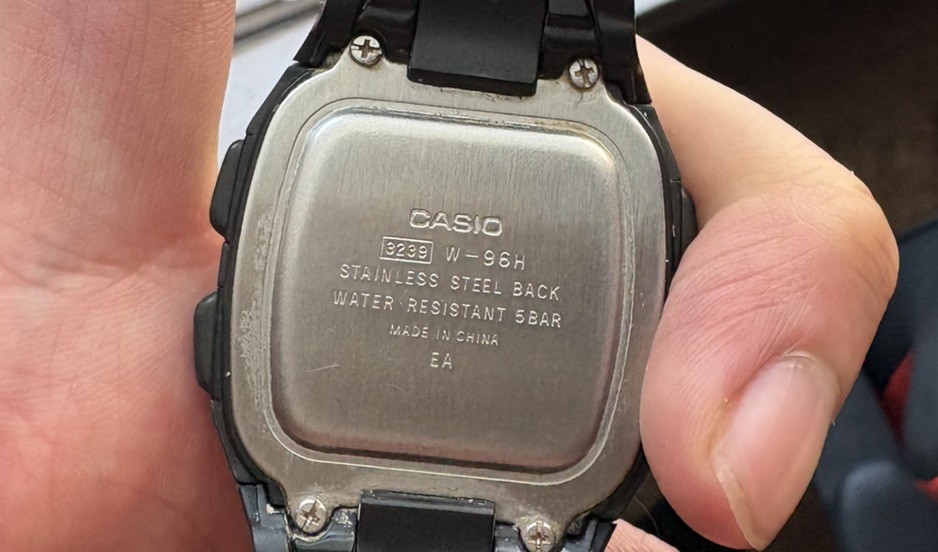 CASIO
3239 W-96H
STAINLESS STEEL BACK
WATER RESISTANT 5BAR
MADE IN CHINA
EA